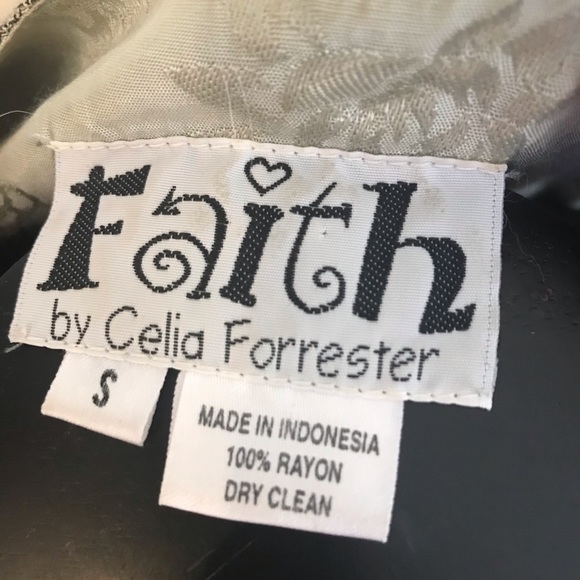 Faith
by Celia Forrester
S
MADE IN INDONESIA
100% RAYON
DRY CLEAN